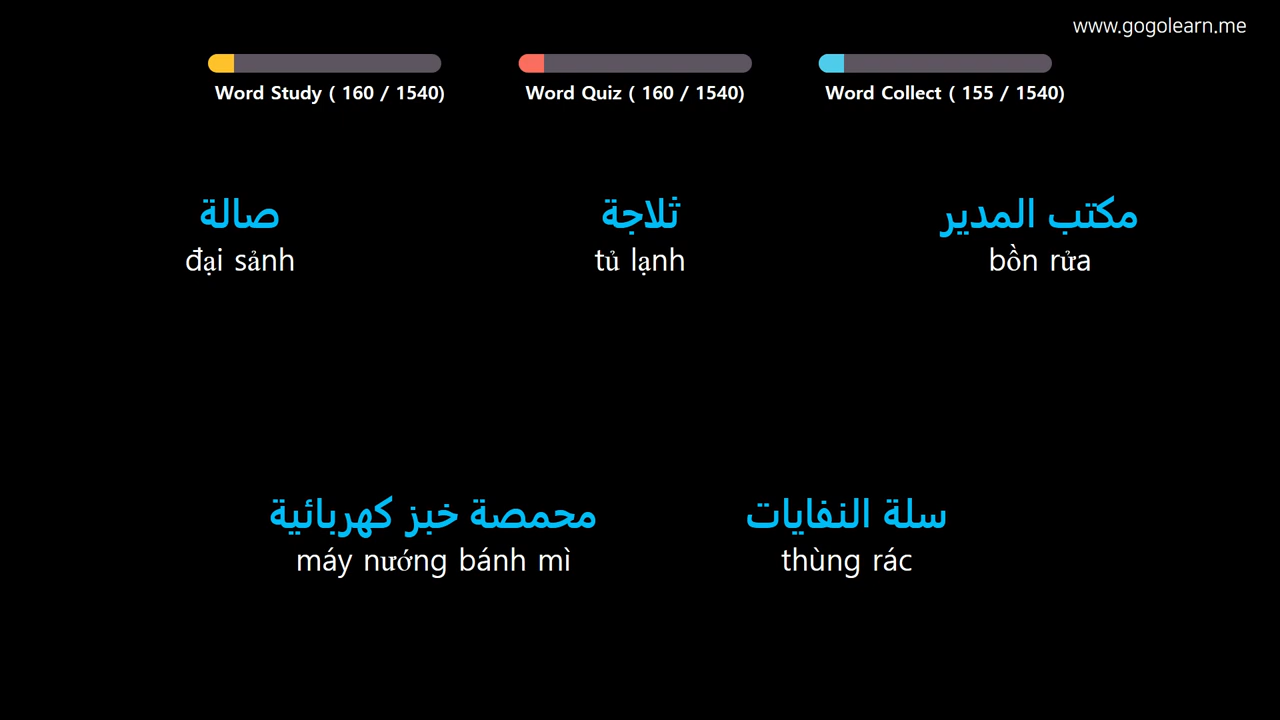 www.gogolearn.me
Word Study ( 160 / 1540)
Word Quiz ( 160 / 1540)
Word Collect ( 155 / 1540)
صالة
đại sảnh
ثلاجة
tủ lạnh
مكتب المدير
bồn rửa
محمصة خبز كهربائية
máy nướng bánh mì
سلة النفايات
thùng rác